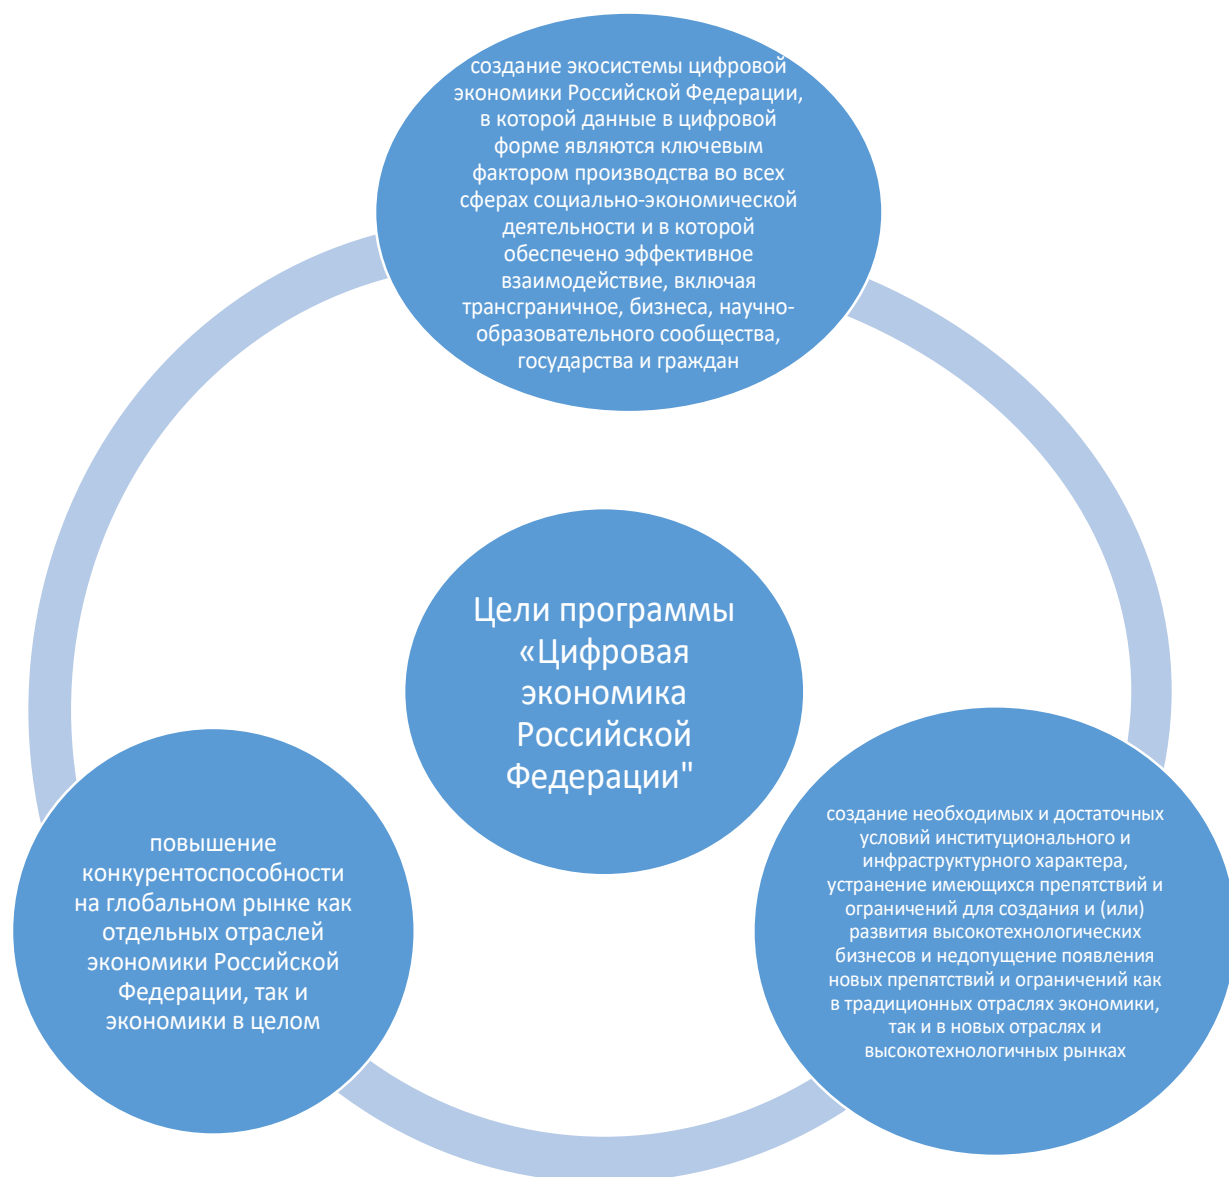 создание экосистемы цифровой
экономики Российской Федерации,
в которой данные в цифровой
форме являются ключевым
фактором производства во всех
сферах социально-экономической
деятельности и в которой
обеспечено эффективное
взаимодействие, включая
трансграничное, бизнеса, научно-
образовательного сообщества,
государства и граждан
Цели программы
«Цифровая
экономика
Российской
Федерации"
создание необходимых и достаточных
условий институционального и
инфраструктурного характера,
устранение имеющихся препятствий и
ограничений для создания и (или)
развития высокотехнологических
бизнесов и недопущение появления
новых препятствий и ограничений как
в традиционных отраслях экономики,
так и в новых отраслях и
высокотехнологичных рынках
повышение
конкурентоспособности
на глобальном рынке как
отдельных отраслей
экономики Российской
Федерации, так и
экономики в целом